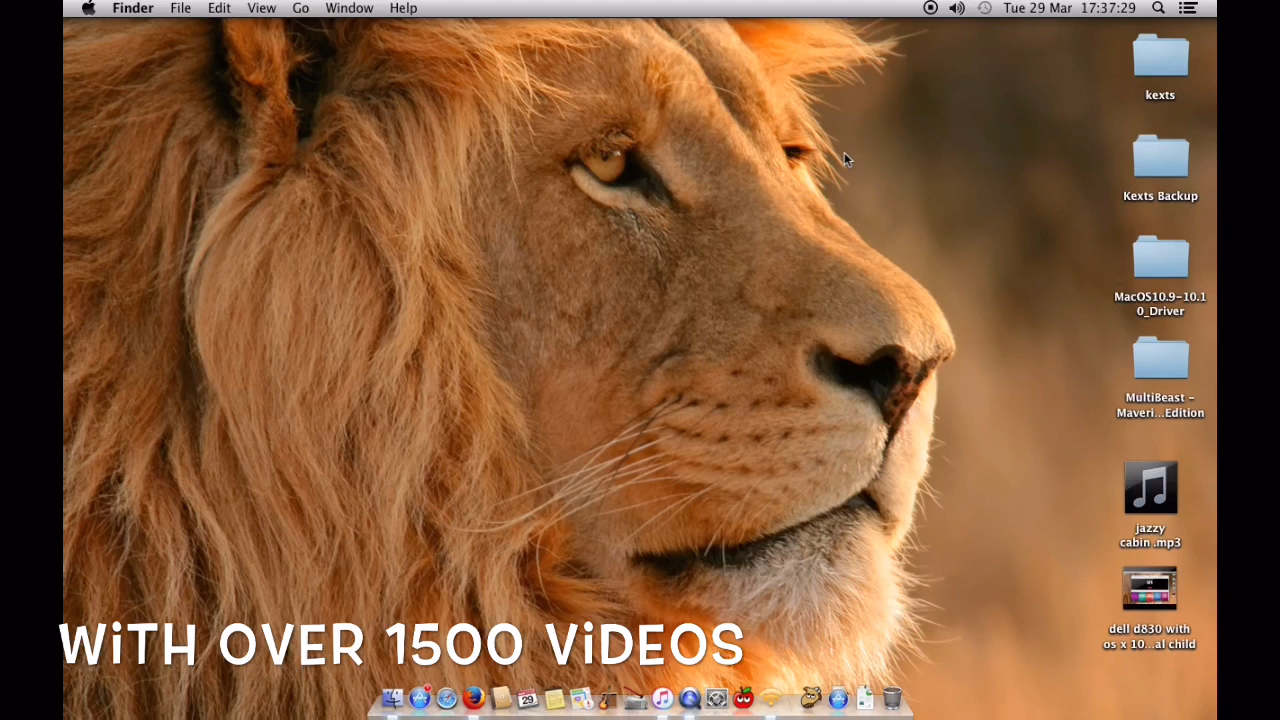 Finder File Edit View Go Window Help Tue 29 Mar 17:37:29
kexts
Kexts Backup
MacOS10.9-10.1
0_Driver
MultiBeast -
Maveri...Edition
jazzy
cabin .mp3
dell d830 with
os x 10...al child
WiTH OVER 1500 ViDEOS
29